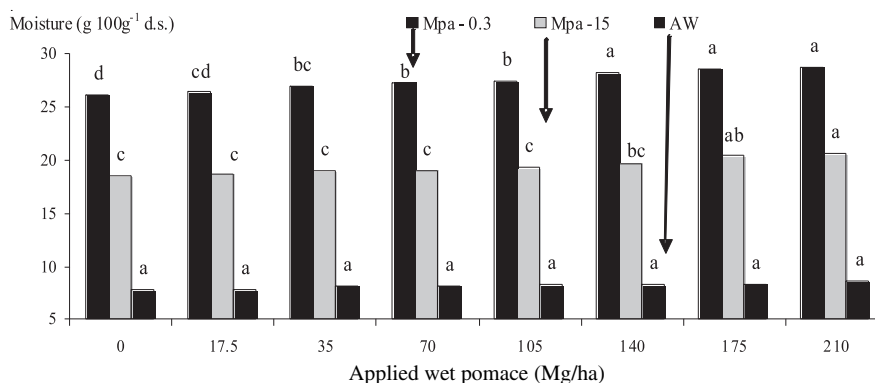 Moisture (g 100g-1 d.s.)
Mpa - 0.3 Mpa -15 AW
30
25
20
15
10
5
d c a
cd c a
bc c a
b c a
b c a
a bc a
a ab a
a a a
0 17.5 35 70 105 140 175 210
Applied wet pomace (Mg/ha)